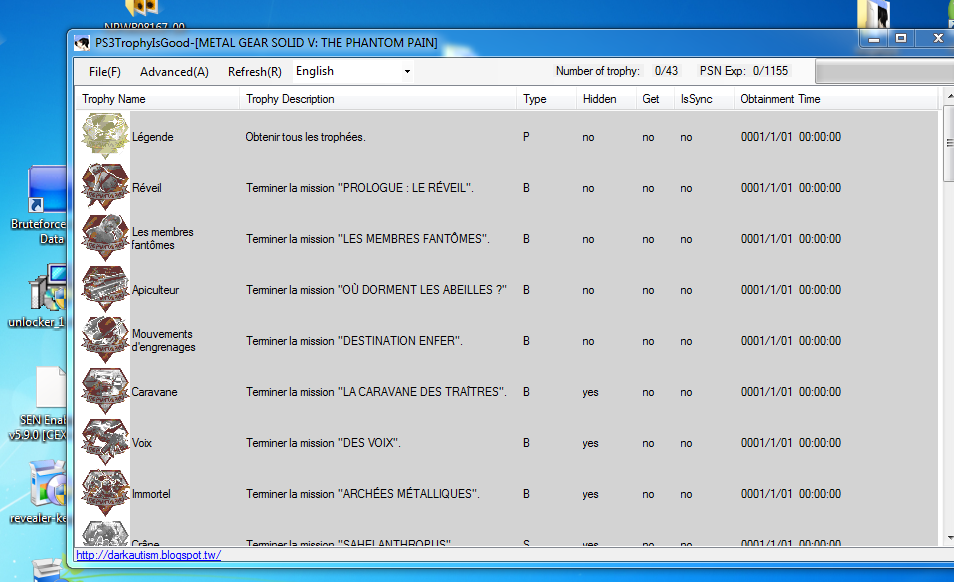 NPWR08167_00
PS3TrophyIsGood-[METAL GEAR SOLID V: THE PHANTOM PAIN]
File(F) Advanced(A) Refresh(R) English Number of trophy: 0/43 PSN Exp: 0/1155
Trophy Name Trophy Description Type Hidden Get IsSync Obtainment Time
Légende Obtenir tous les trophées. P no no no 0001/1/01 00:00:00
Réveil Terminer la mission "PROLOGUE : LE RÉVEIL". B no no no 0001/1/01 00:00:00
Les membres
fantômes Terminer la mission "LES MEMBRES FANTÔMES". B no no no 0001/1/01 00:00:00
Apiculteur Terminer la mission "OÙ DORMENT LES ABEILLES ?" B no no no 0001/1/01 00:00:00
Mouvements
d'engrenages Terminer la mission "DESTINATION ENFER". B no no no 0001/1/01 00:00:00
Caravane Terminer la mission "LA CARAVANE DES TRAÎTRES". B yes no no 0001/1/01 00:00:00
Voix Terminer la mission "DES VOIX". B yes no no 0001/1/01 00:00:00
Immortel Terminer la mission "ARCHÉES MÉTALLIQUES". B yes no no 0001/1/01 00:00:00
Crâne Terminer la mission "SAHELANTHROPUS". S yes no no 0001/1/01 00:00:00
http://darkautism.blogspot.tw/
Bruteforce
Data
unlocker_1
SEN Enab
v5.9.0 [CEX
revealer-ke